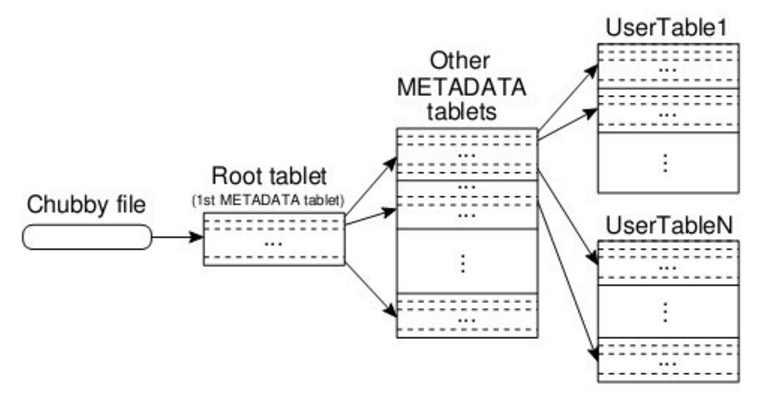 UserTable1
...
...
⋮
Other
METADATA
tablets
...
...
...
⋮
...
Root tablet
(1st METADATA tablet)
...
Chubby file
UserTableN
...
⋮
...